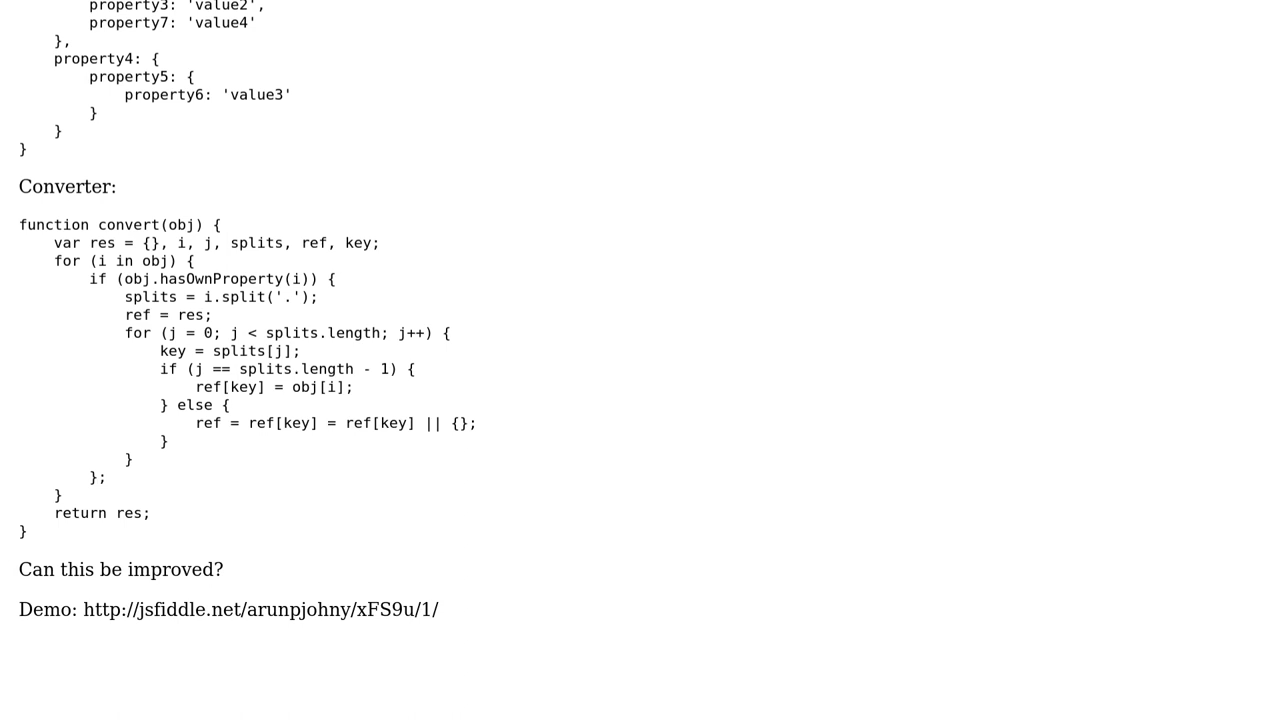 property3: 'value2',
        property7: 'value4'
    },
    property4: {
        property5: {
            property6: 'value3'
        }
    }
}
Converter:
function convert(obj) {
    var res = {}, i, j, splits, ref, key;
    for (i in obj) {
        if (obj.hasOwnProperty(i)) {
            splits = i.split('.');
            ref = res;
            for (j = 0; j < splits.length; j++) {
                key = splits[j];
                if (j == splits.length - 1) {
                    ref[key] = obj[i];
                } else {
                    ref = ref[key] = ref[key] || {};
                }
            }
        };
    }
    return res;
}
Can this be improved?
Demo: http://jsfiddle.net/arunpjohny/xFS9u/1/